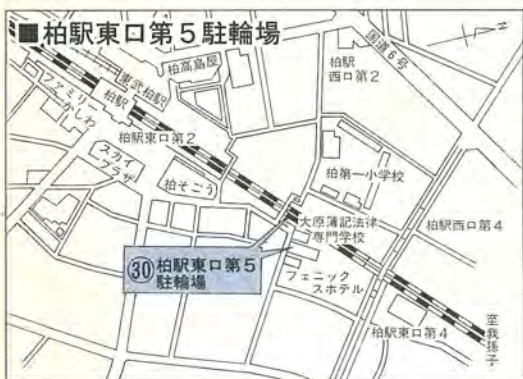 ■柏駅東口第5駐輪場
国道6号
柏高島屋
柏駅
西口第2
東武柏駅
柏駅
ファミリー
かしわ
柏駅東口第2
スカイ
プラザ
柏そごう
柏第一小学校
大原簿記法律
専門学校
柏駅西口第4
㉚柏駅東口第5
駐輪場
フェニック
スホテル
柏駅東口第4
至我孫子